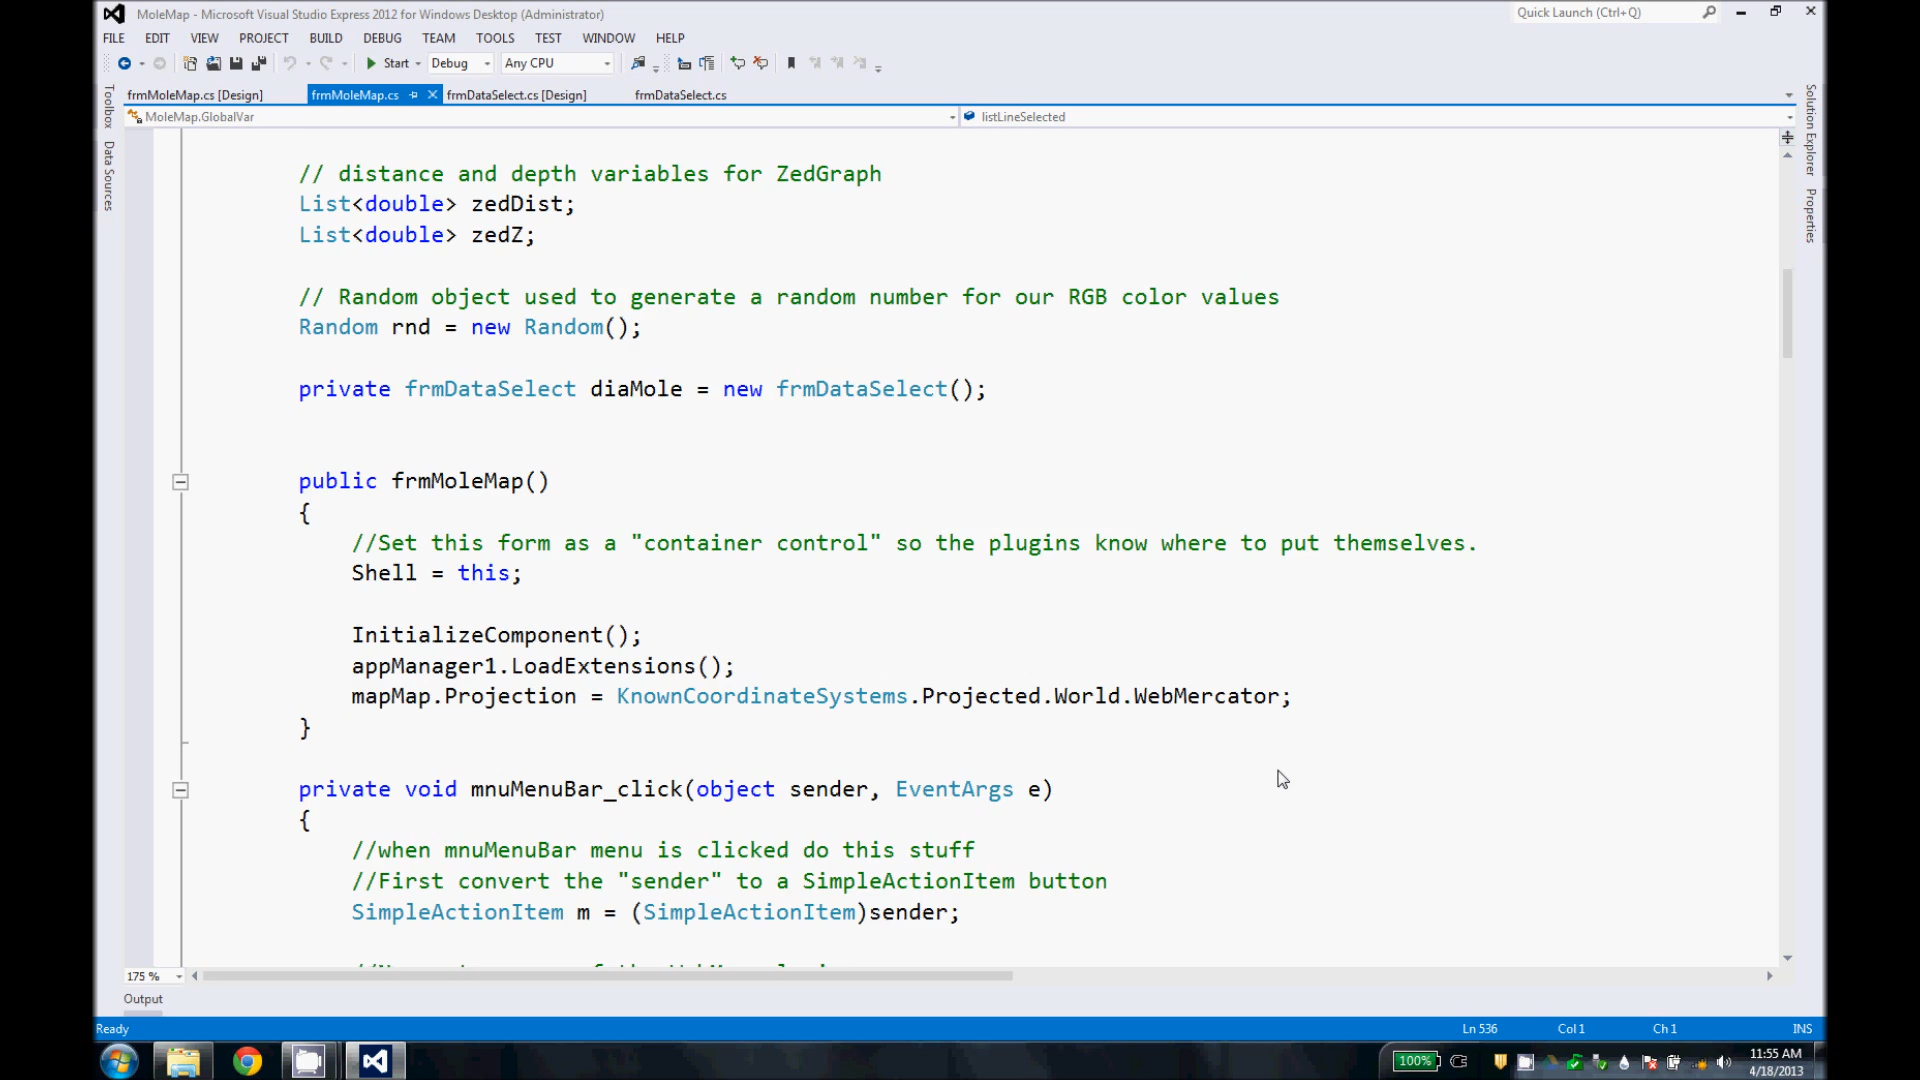 MoleMap - Microsoft Visual Studio Express 2012 for Windows Desktop (Administrator)
Quick Launch (Ctrl+Q)
FILE EDIT VIEW PROJECT BUILD DEBUG TEAM TOOLS TEST WINDOW HELP
Start Debug Any CPU
frmMoleMap.cs [Design] frmMoleMap.cs frmDataSelect.cs [Design] frmDataSelect.cs
MoleMap.GlobalVar listLineSelected
Toolbox
Data Sources
Solution Explorer
Properties
// distance and depth variables for ZedGraph
List<double> zedDist;
List<double> zedZ;
// Random object used to generate a random number for our RGB color values
Random rnd = new Random();
private frmDataSelect diaMole = new frmDataSelect();
public frmMoleMap()
{
//Set this form as a "container control" so the plugins know where to put themselves.
Shell = this;
InitializeComponent();
appManager1.LoadExtensions();
mapMap.Projection = KnownCoordinateSystems.Projected.World.WebMercator;
}
private void mnuMenuBar_click(object sender, EventArgs e)
{
//when mnuMenuBar menu is clicked do this stuff
//First convert the "sender" to a SimpleActionItem button
SimpleActionItem m = (SimpleActionItem)sender;
175 %
Output
Ready Ln 536 Col 1 Ch 1 INS
100% 11:55 AM
4/18/2013